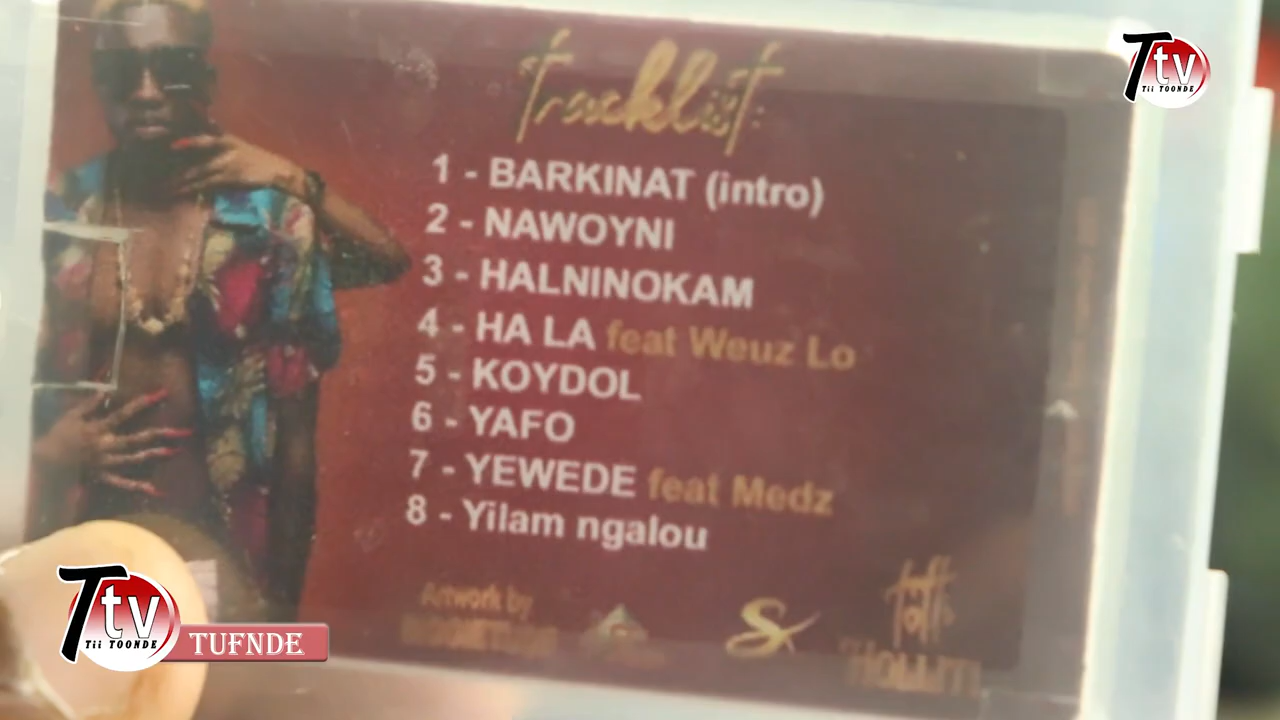 Ttv
Tii TOONDE
tracklist:
1 - BARKINAT (intro)
2 - NAWOYNI
3 - HALNINOKAM
4 - HA LA feat Weuz Lo
5 - KOYDOL
6 - YAFO
7 - YEWEDE feat Medz
8 - Yilam ngalou
Artwork by
Ttv
Tii TOONDE
TUFNDE